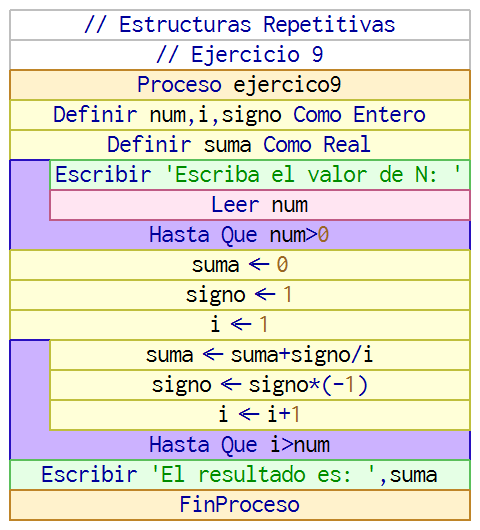 // Estructuras Repetitivas
// Ejercicio 9
Proceso ejercico9
Definir num,i,signo Como Entero
Definir suma Como Real
Escribir 'Escriba el valor de N: '
Leer num
Hasta Que num>0
suma ← 0
signo ← 1
i ← 1
suma ← suma+signo/i
signo ← signo*(-1)
i ← i+1
Hasta Que i>num
Escribir 'El resultado es: ',suma
FinProceso